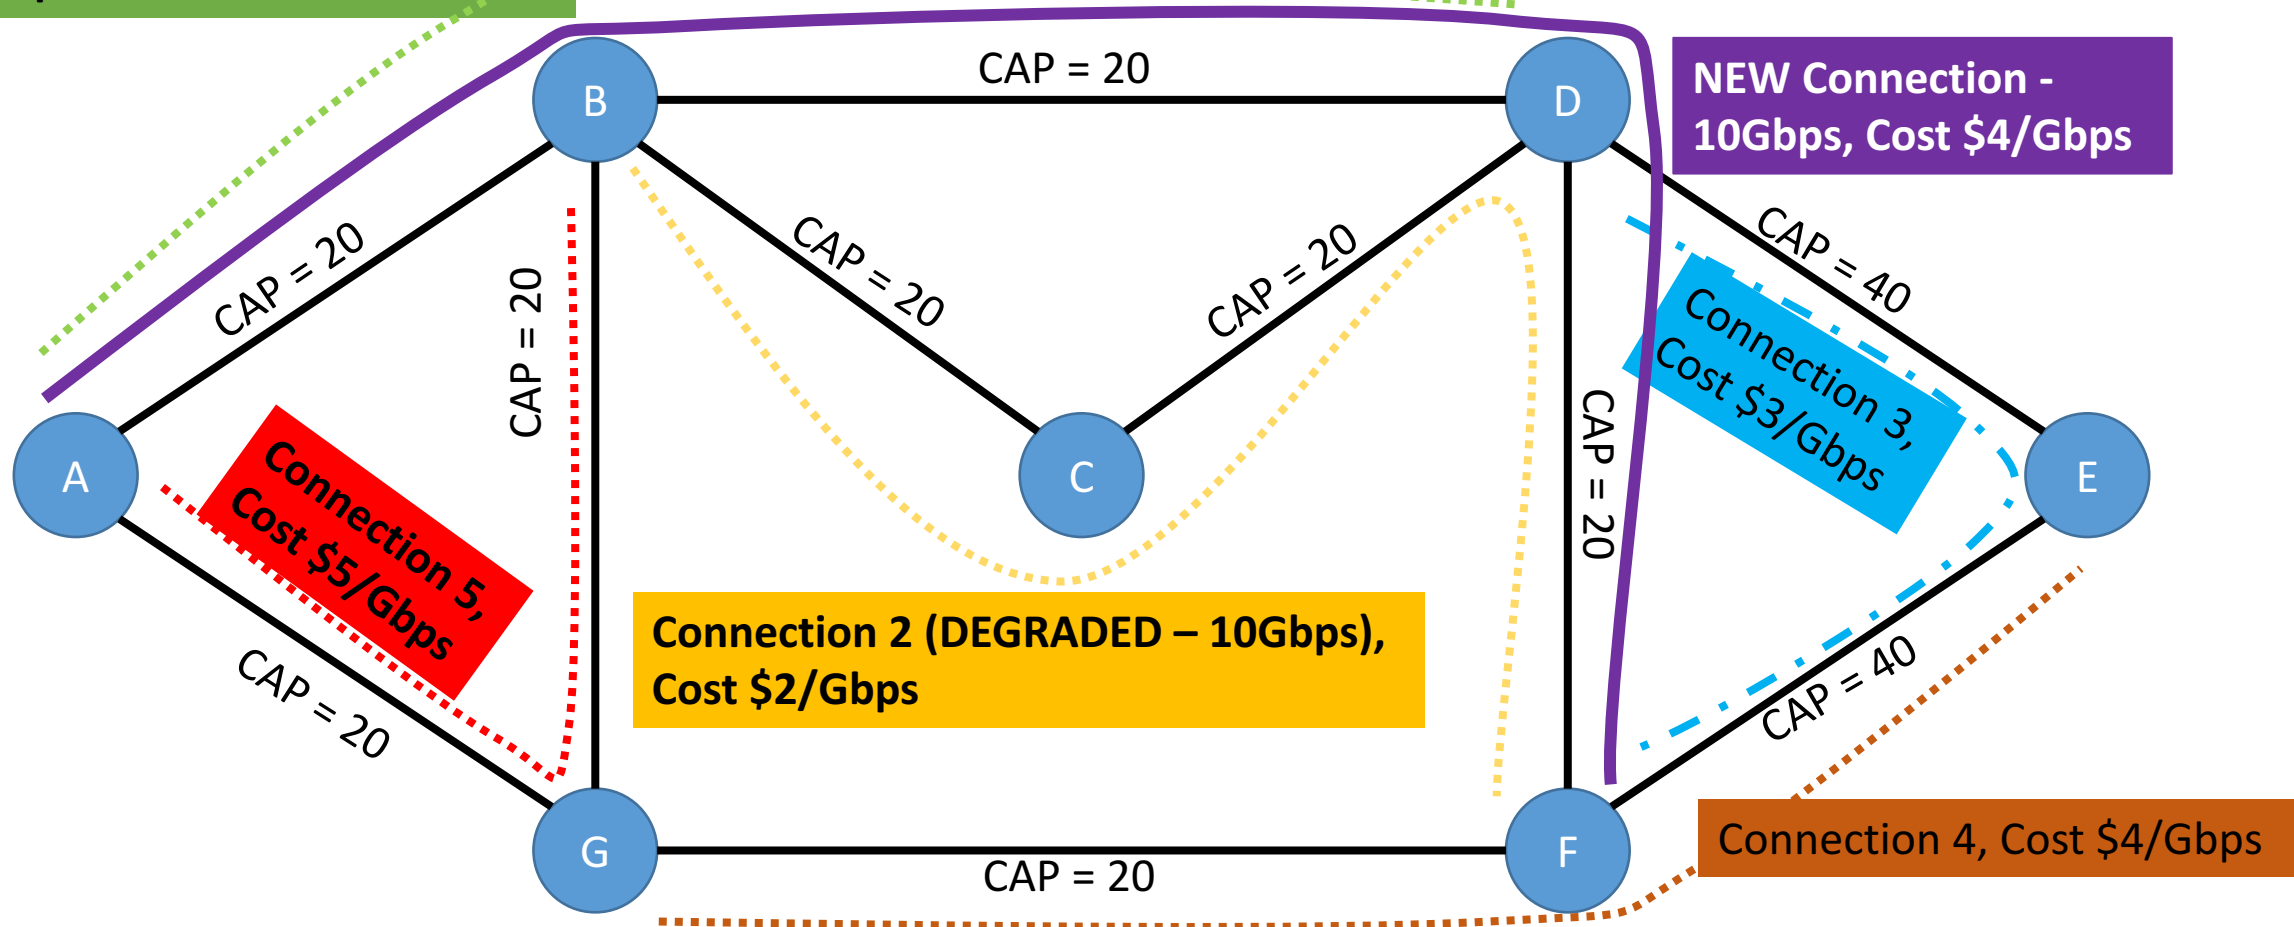 CAP = 20
B
D
NEW Connection -
10Gbps, Cost $4/Gbps
CAP = 20
CAP = 20
CAP = 20
CAP = 20
CAP = 40
Connection 3,
Cost $3/Gbps
CAP = 20
A
Connection 5,
Cost $5/Gbps
C
E
Connection 2 (DEGRADED – 10Gbps),
Cost $2/Gbps
CAP = 20
CAP = 40
G
F
Connection 4, Cost $4/Gbps
CAP = 20